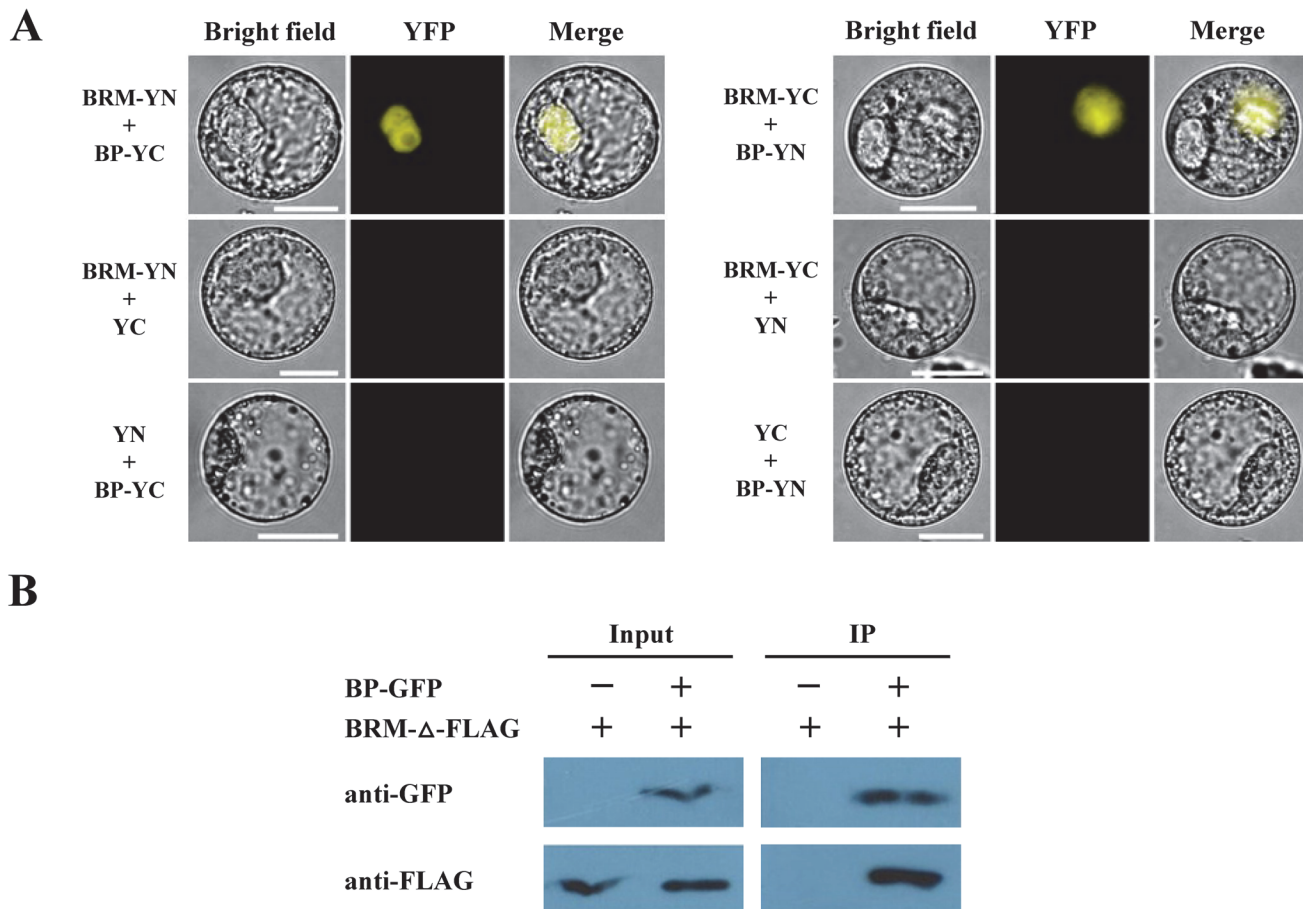 A
Bright field YFP Merge
BRM-YN
+
BP-YC
BRM-YN
+
YC
YN
+
BP-YC
Bright field YFP Merge
BRM-YC
+
BP-YN
BRM-YC
+
YN
YC
+
BP-YN
B
Input IP
BP-GFP − + − +
BRM-△-FLAG + + + +
anti-GFP
anti-FLAG